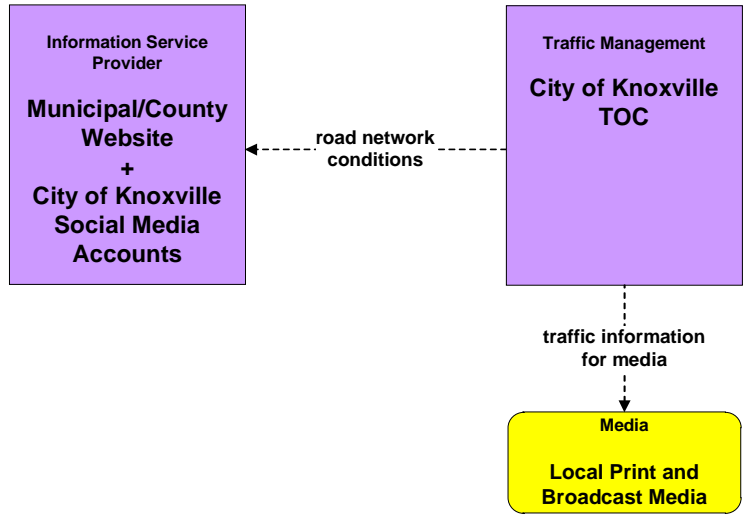 Information Service
Provider
Municipal/County
Website
+
City of Knoxville
Social Media
Accounts
road network
conditions
Traffic Management
City of Knoxville
TOC
traffic information
for media
Media
Local Print and
Broadcast Media